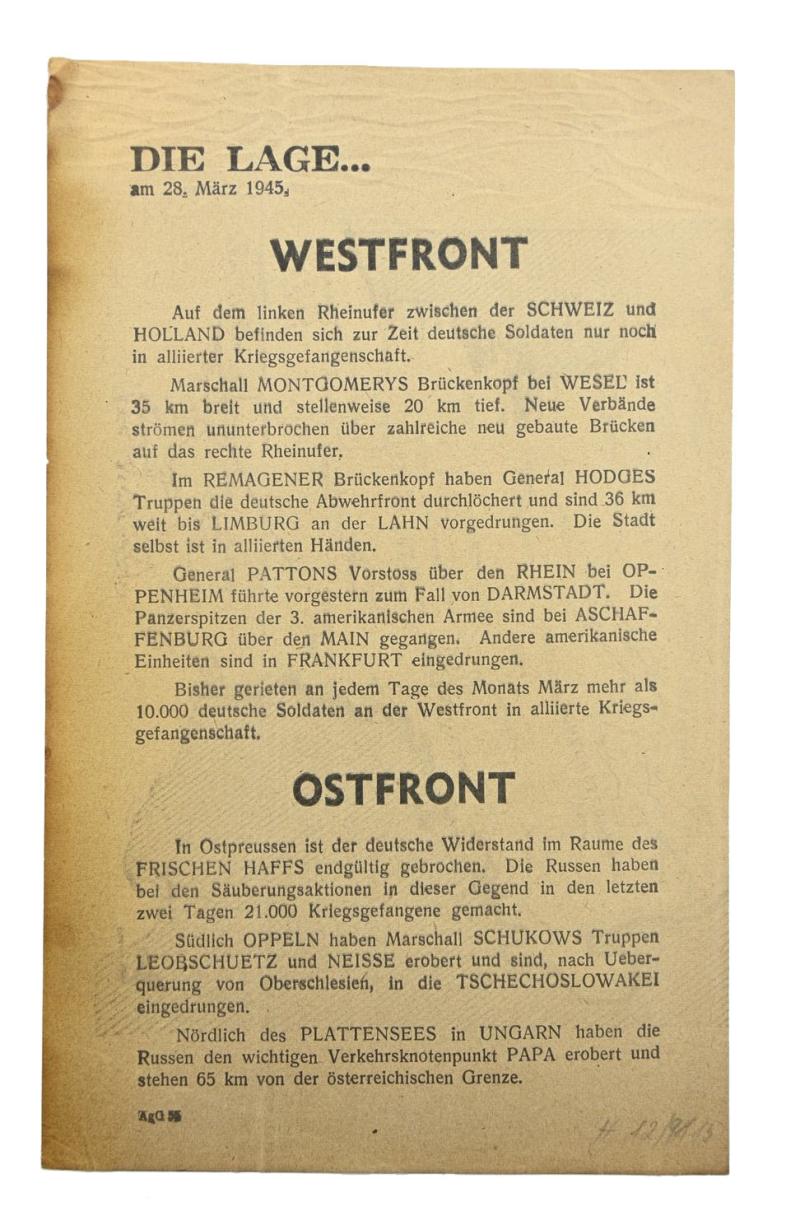 DIE LAGE...
am 28. März 1945.
WESTFRONT
Auf dem linken Rheinufer zwischen der SCHWEIZ und
HOLLAND befinden sich zur Zeit deutsche Soldaten nur noch
in alliierter Kriegsgefangenschaft.
Marschall MONTGOMERYS Brückenkopf bei WESEL ist
35 km breit und stellenweise 20 km tief. Neue Verbände
strömen ununterbrochen über zahlreiche neu gebaute Brücken
auf das rechte Rheinufer.
Im REMAGENER Brückenkopf haben General HODGES
Truppen die deutsche Abwehrfront durchlöchert und sind 36 km
weit bis LIMBURG an der LAHN vorgedrungen. Die Stadt
selbst ist in alliierten Händen.
General PATTONS Vorstoss über den RHEIN bei OP-
PENHEIM führte vorgestern zum Fall von DARMSTADT. Die
Panzerspitzen der 3. amerikanischen Armee sind bei ASCHAF-
FENBURG über den MAIN gegangen. Andere amerikanische
Einheiten sind in FRANKFURT eingedrungen.
Bisher gerieten an jedem Tage des Monats März mehr als
10.000 deutsche Soldaten an der Westfront in alliierte Kriegs-
gefangenschaft.
OSTFRONT
In Ostpreussen ist der deutsche Widerstand im Raume des
FRISCHEN HAFFS endgültig gebrochen. Die Russen haben
bei den Säuberungsaktionen in dieser Gegend in den letzten
zwei Tagen 21.000 Kriegsgefangene gemacht.
Südlich OPPELN haben Marschall SCHUKOWS Truppen
LEOBSCHUETZ und NEISSE erobert und sind, nach Ueber-
querung von Oberschlesien, in die TSCHECHOSLOWAKEI
eingedrungen.
Nördlich des PLATTENSEES in UNGARN haben die
Russen den wichtigen Verkehrsknotenpunkt PAPA erobert und
stehen 65 km von der österreichischen Grenze.
AgG